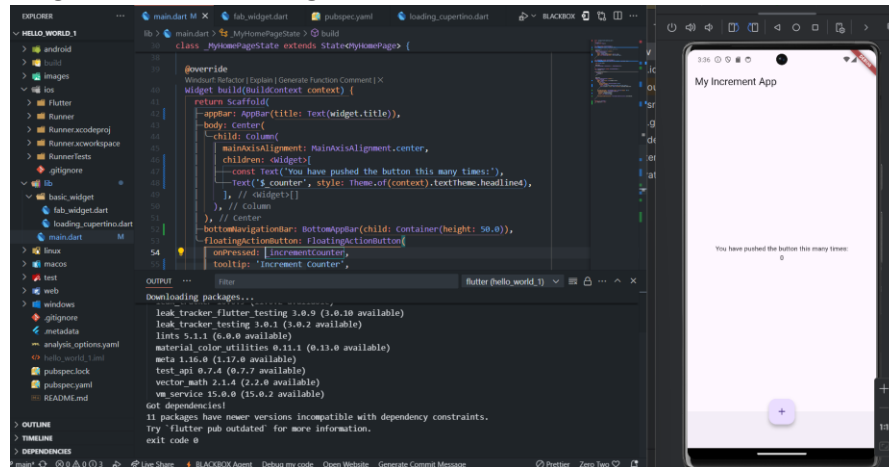 EXPLORER
HELLO_WORLD_1
android
build
images
ios
Flutter
Runner
Runner.xcodeproj
Runner.xcworkspace
RunnerTests
.gitignore
lib
basic_widget
fab_widget.dart
loading_cupertino.dart
main.dart M
linux
macos
test
web
windows
.gitignore
.metadata
analysis_options.yaml
hello_world_1.iml
pubspec.lock
pubspec.yaml
README.md
OUTLINE
TIMELINE
DEPENDENCIES
main.dart M fab_widget.dart pubspec.yaml loading_cupertino.dart BLACKBOX
lib > main.dart > _MyHomePageState > build
class _MyHomePageState extends State<MyHomePage> {
@override
Windsurf: Refactor | Explain | Generate Function Comment | X
Widget build(BuildContext context) {
return Scaffold(
appBar: AppBar(title: Text(widget.title)),
body: Center(
child: Column(
mainAxisAlignment: MainAxisAlignment.center,
children: <Widget>[
const Text('You have pushed the button this many times:'),
Text('$_counter', style: Theme.of(context).textTheme.headline4),
], // <Widget>[]
), // Column
), // Center
bottomNavigationBar: BottomAppBar(child: Container(height: 50.0)),
floatingActionButton: FloatingActionButton(
54 onPressed: _incrementCounter,
tooltip: 'Increment Counter',
OUTPUT Filter flutter (hello_world_1)
Downloading packages...
leak_tracker_flutter_testing 3.0.9 (3.0.10 available)
leak_tracker_testing 3.0.1 (3.0.2 available)
lints 5.1.1 (6.0.0 available)
material_color_utilities 0.11.1 (0.13.0 available)
meta 1.16.0 (1.17.0 available)
test_api 0.7.4 (0.7.7 available)
vector_math 2.1.4 (2.2.0 available)
vm_service 15.0.0 (15.0.2 available)
Got dependencies!
11 packages have newer versions incompatible with dependency constraints.
Try `flutter pub outdated` for more information.
exit code 0
main* 0 0 3 Live Share BLACKBOX Agent Debug my code Open Website Generate Commit Message Prettier Zero Two
3:36
My Increment App
You have pushed the button this many times:
0
+
1:1